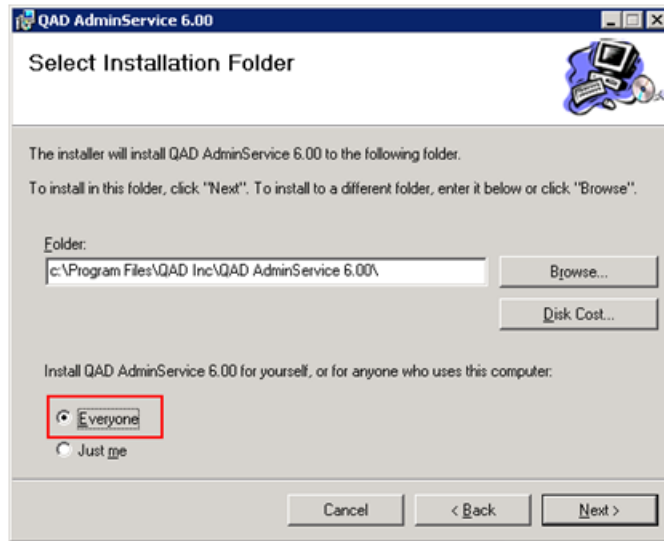 QAD AdminService 6.00
Select Installation Folder
The installer will install QAD AdminService 6.00 to the following folder.
To install in this folder, click "Next". To install to a different folder, enter it below or click "Browse".
Folder:
c:\Program Files\QAD Inc\QAD AdminService 6.00\
Browse...
Disk Cost...
Install QAD AdminService 6.00 for yourself, or for anyone who uses this computer:
Everyone
Just me
Cancel
< Back
Next >